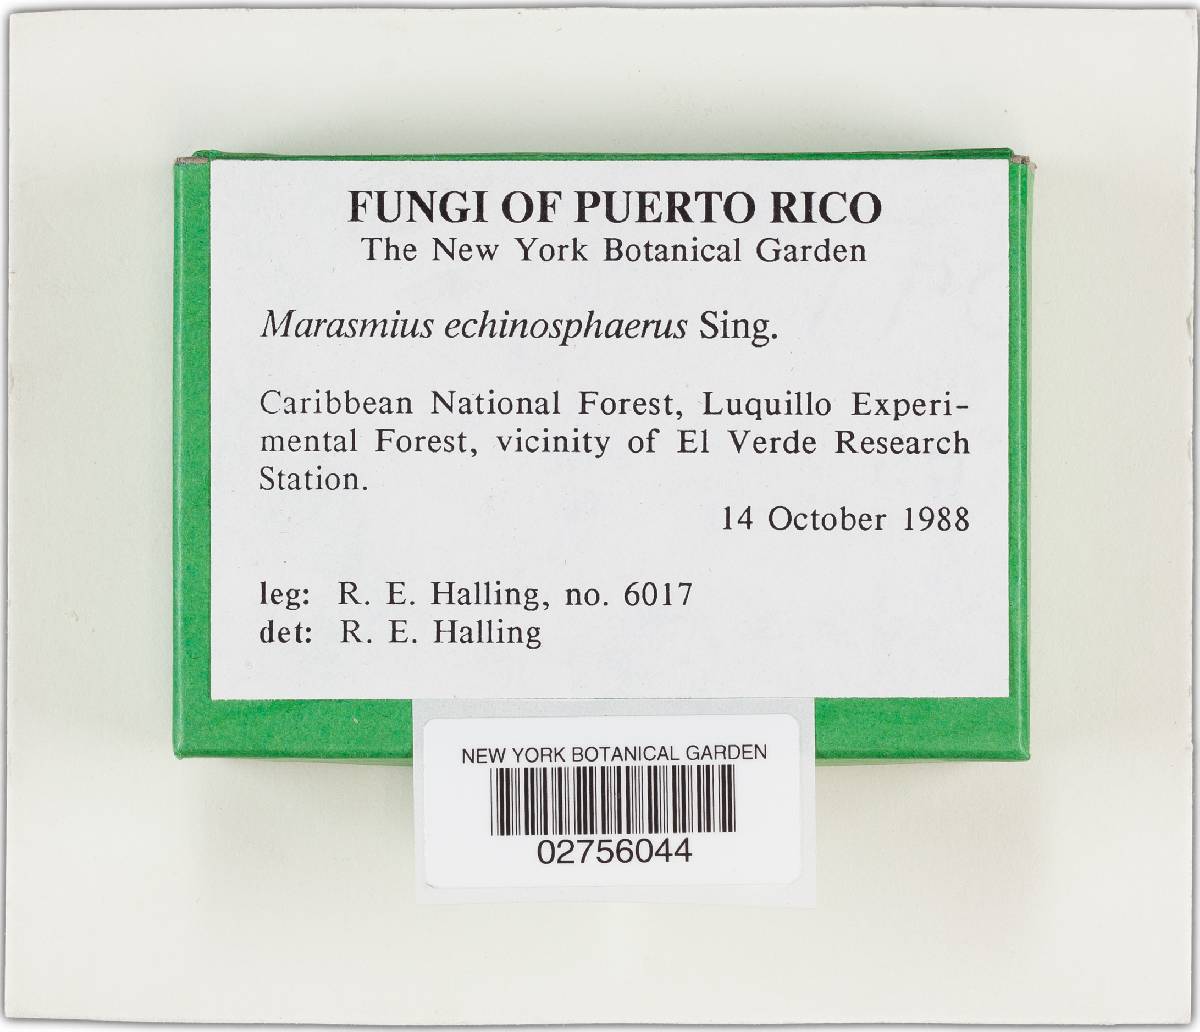 FUNGI OF PUERTO RICO
The New York Botanical Garden
Marasmius echinosphaerus Sing.
Caribbean National Forest, Luquillo Experi-
mental Forest, vicinity of El Verde Research
Station.
14 October 1988
leg: R. E. Halling, no. 6017
det: R. E. Halling
NEW YORK BOTANICAL GARDEN
02756044